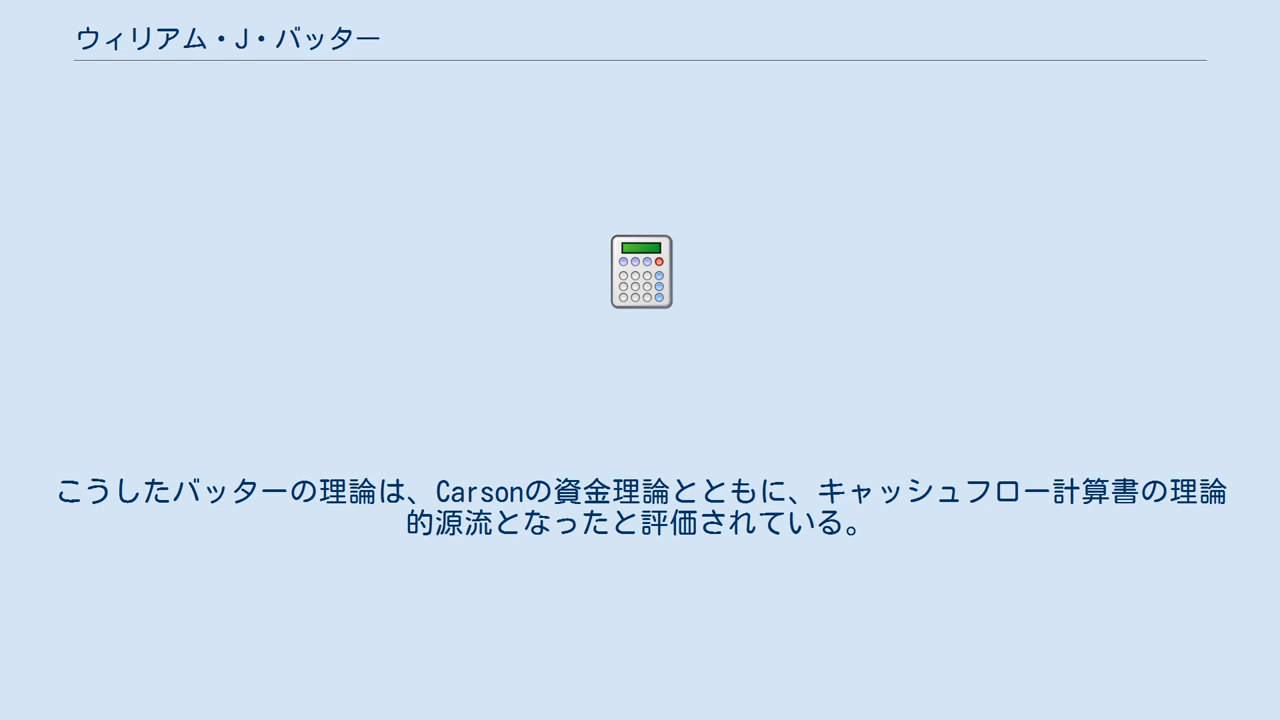 ウィリアム・J・バッター
こうしたバッターの理論は、Carsonの資金理論とともに、キャッシュフロー計算書の理論
的源流となったと評価されている。